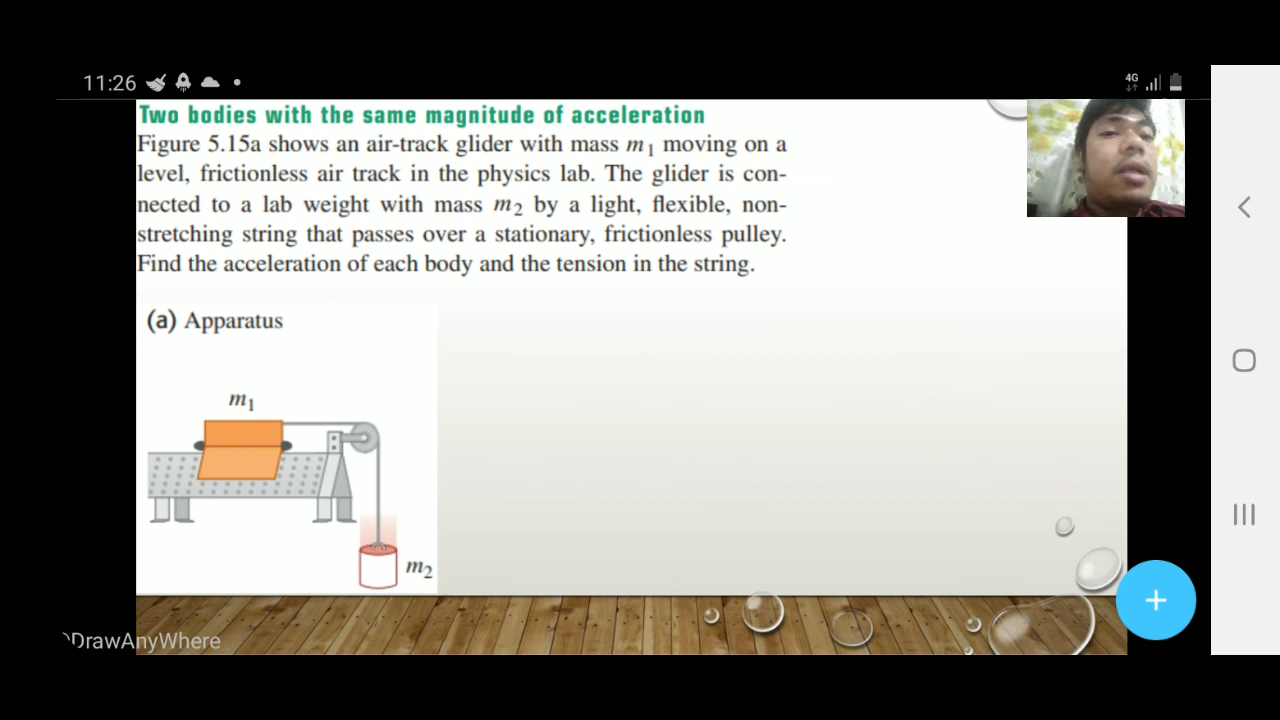 11:26
4G
Two bodies with the same magnitude of acceleration
Figure 5.15a shows an air-track glider with mass m1 moving on a
level, frictionless air track in the physics lab. The glider is con-
nected to a lab weight with mass m2 by a light, flexible, non-
stretching string that passes over a stationary, frictionless pulley.
Find the acceleration of each body and the tension in the string.
(a) Apparatus
m1
m2
DrawAnyWhere